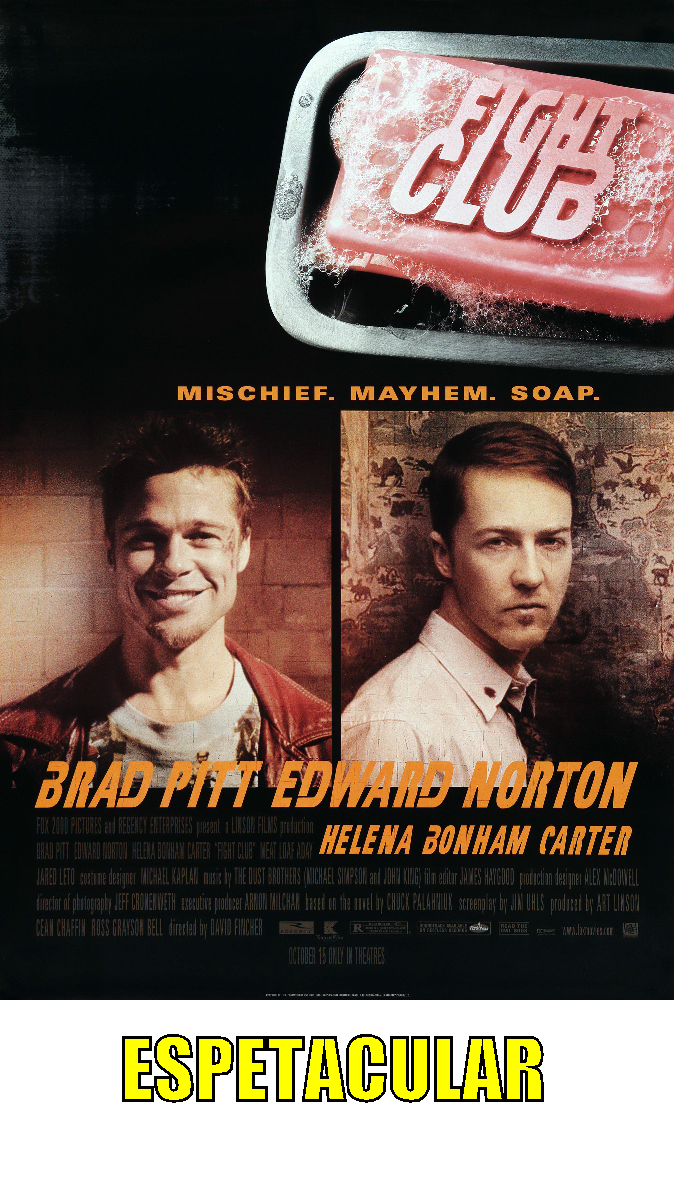 FIGHT
CLUB
MISCHIEF. MAYHEM. SOAP.
BRAD PITT EDWARD NORTON
HELENA BONHAM CARTER
FOX 2000 PICTURES and REGENCY ENTERPRISES present a LINSON FILMS production
BRAD PITT EDWARD NORTON HELENA BONHAM CARTER "FIGHT CLUB" MEAT LOAF ADAY
JARED LETO costume designer MICHAEL KAPLAN music by THE DUST BROTHERS (MICHAEL SIMPSON and JOHN KING) film editor JAMES HAYGOOD production designer ALEX McDOWELL
director of photography JEFF CRONENWETH executive producer ARNON MILCHAN based on the novel by CHUCK PALAHNIUK screenplay by JIM UHLS produced by ART LINSON
CEAN CHAFFIN ROSS GRAYSON BELL directed by DAVID FINCHER
OCTOBER 15 ONLY IN THEATRES
ESPETACULAR